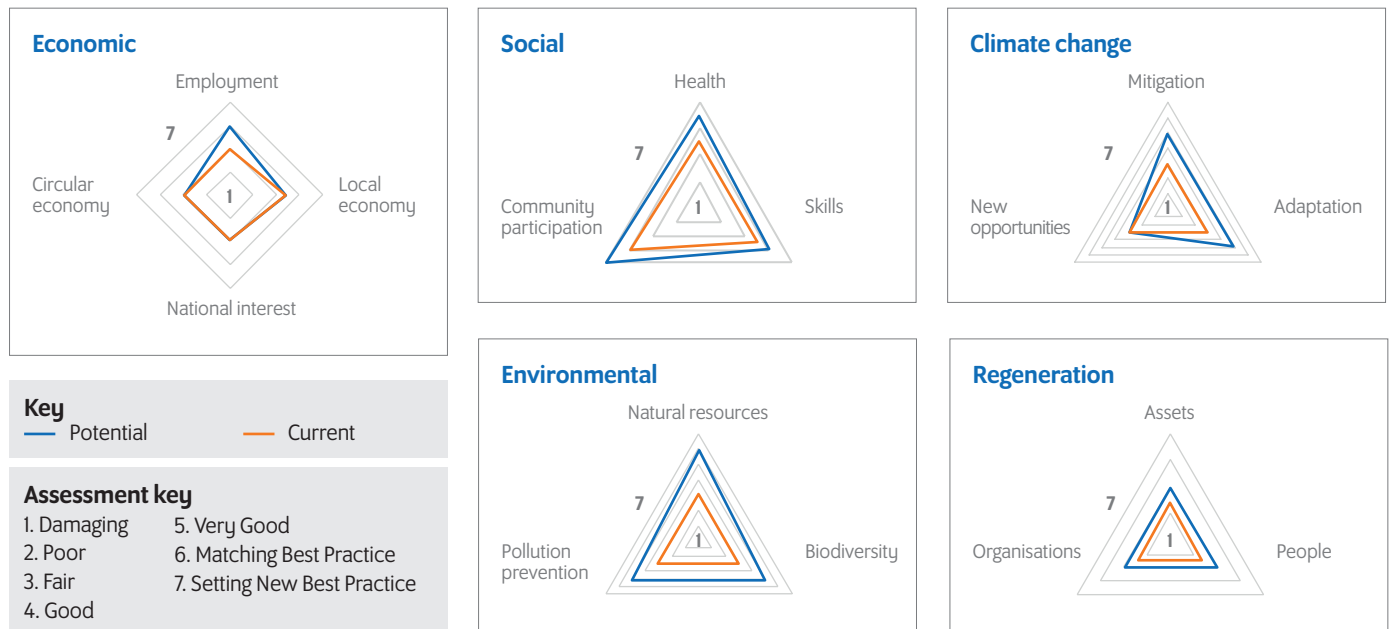 Economic
Employment
7
Circular
economy
1
Local
economy
National interest
Social
Health
7
Community
participation
1
Skills
Climate change
Mitigation
7
New
opportunities
1
Adaptation
Key
Potential
Current
Assessment key
1. Damaging
2. Poor
3. Fair
4. Good
5. Very Good
6. Matching Best Practice
7. Setting New Best Practice
Environmental
Natural resources
7
Pollution
prevention
1
Biodiversity
Regeneration
Assets
7
Organisations
1
People